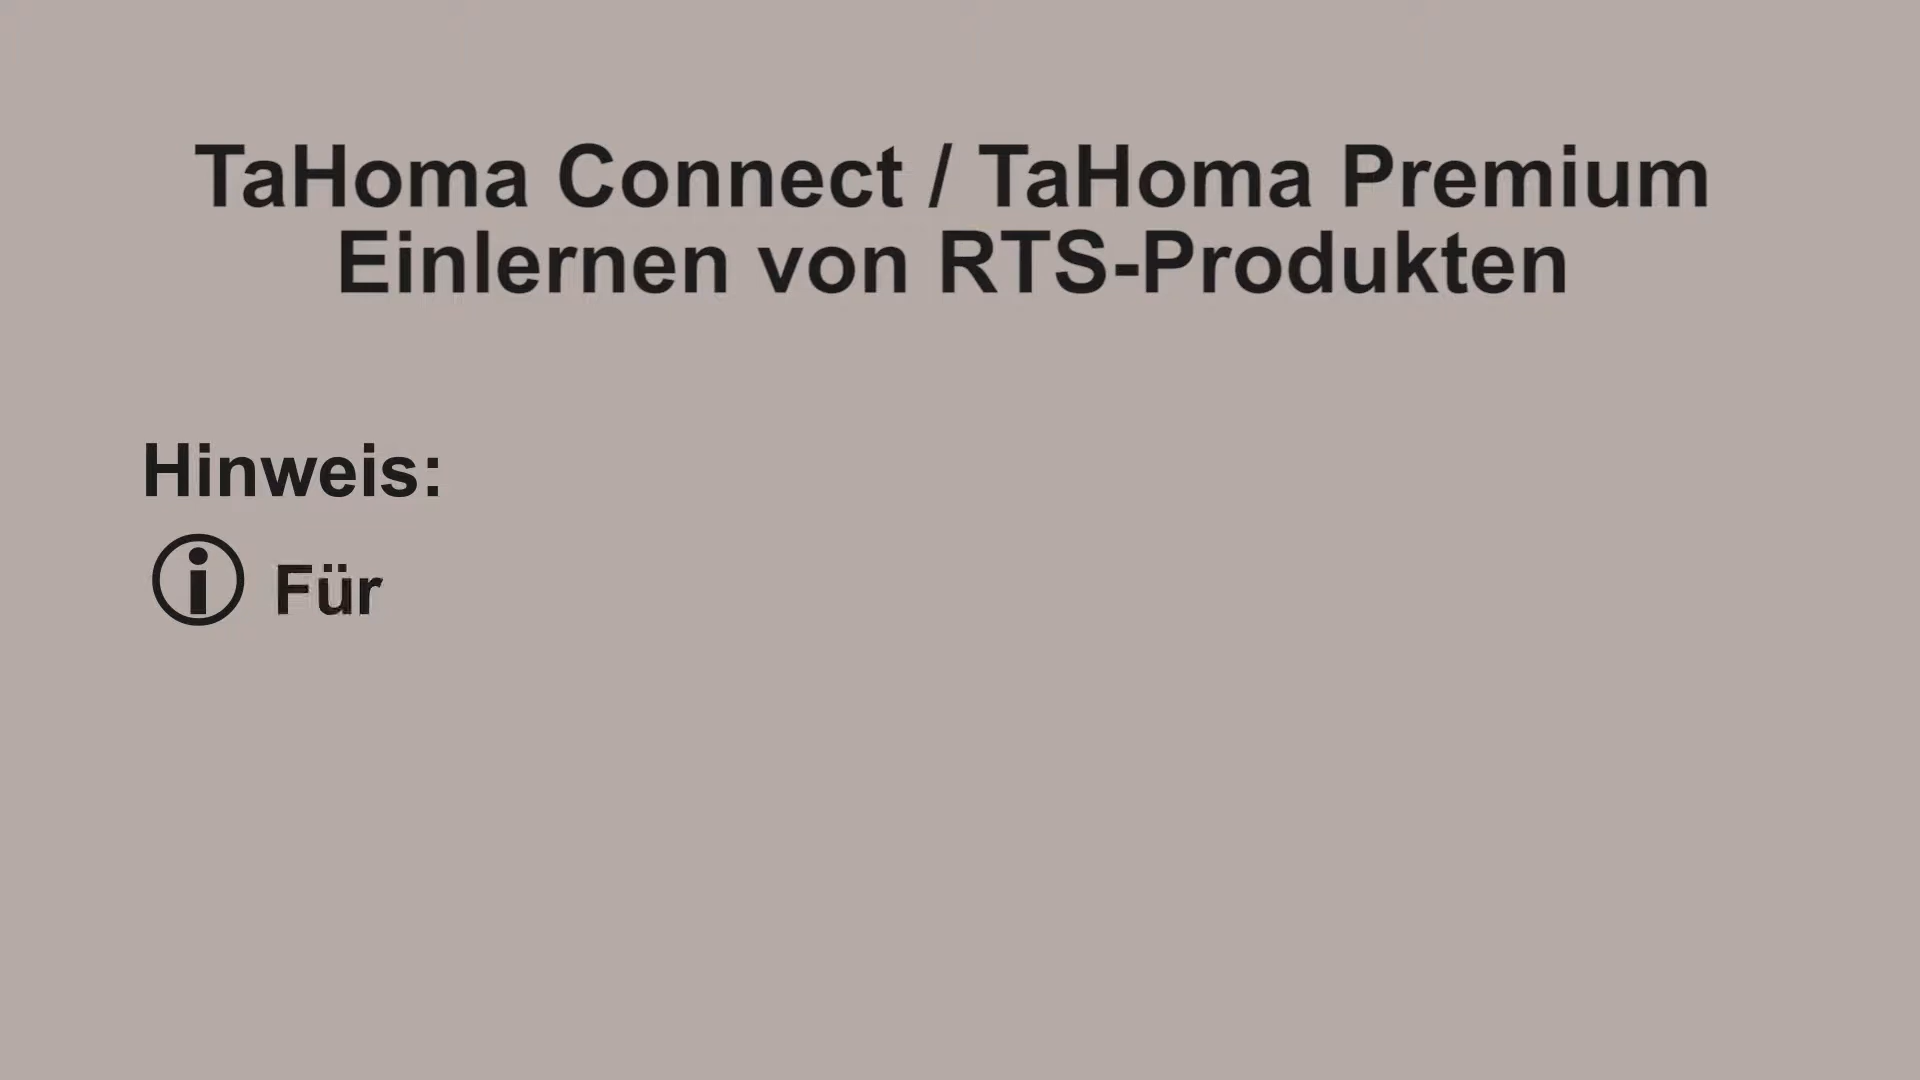 TaHoma Connect / TaHoma Premium
Einlernen von RTS-Produkten
Hinweis:
Für